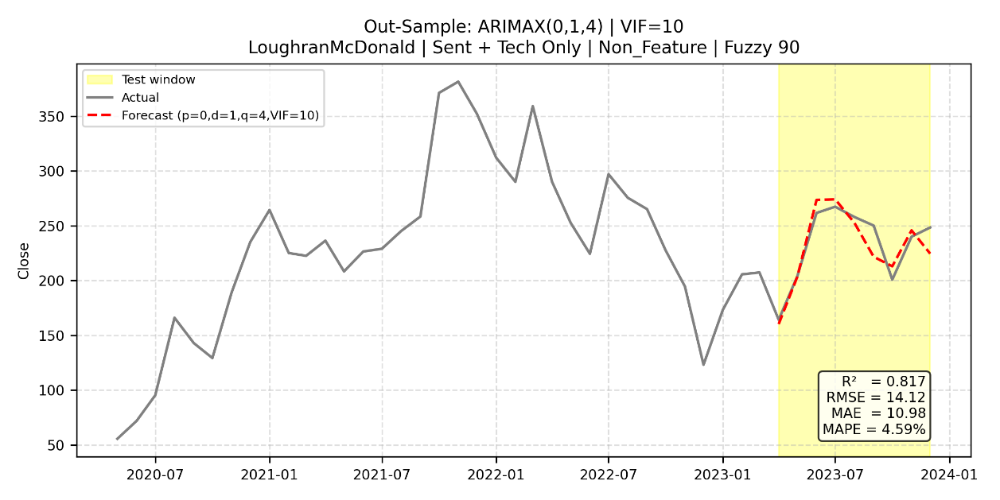 Out-Sample: ARIMAX(0,1,4) | VIF=10
LoughranMcDonald | Sent + Tech Only | Non_Feature | Fuzzy 90
Test window
Actual
Forecast (p=0,d=1,q=4,VIF=10)
Close
350
300
250
200
150
100
50
R² = 0.817
RMSE = 14.12
MAE = 10.98
MAPE = 4.59%
2020-07
2021-01
2021-07
2022-01
2022-07
2023-01
2023-07
2024-01